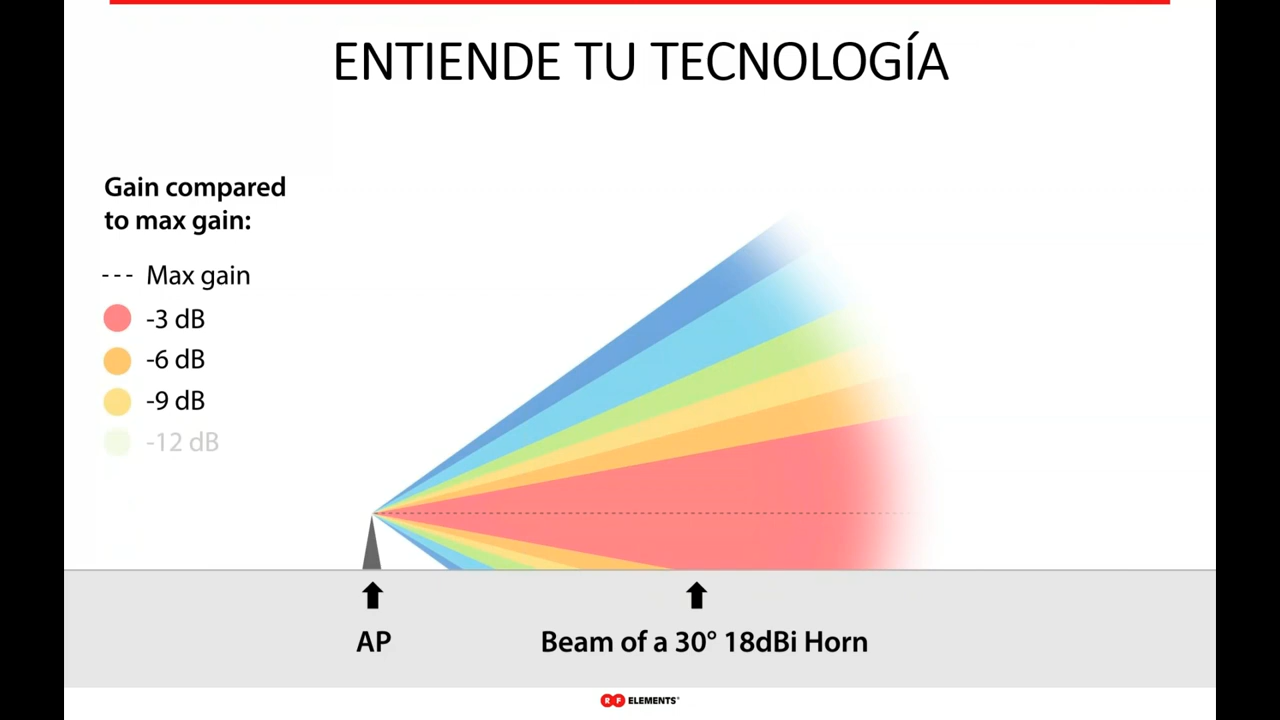 ENTIENDE TU TECNOLOGÍA
Gain compared
to max gain:
--- Max gain
-3 dB
-6 dB
-9 dB
-12 dB
AP
Beam of a 30° 18dBi Horn
RF ELEMENTS®